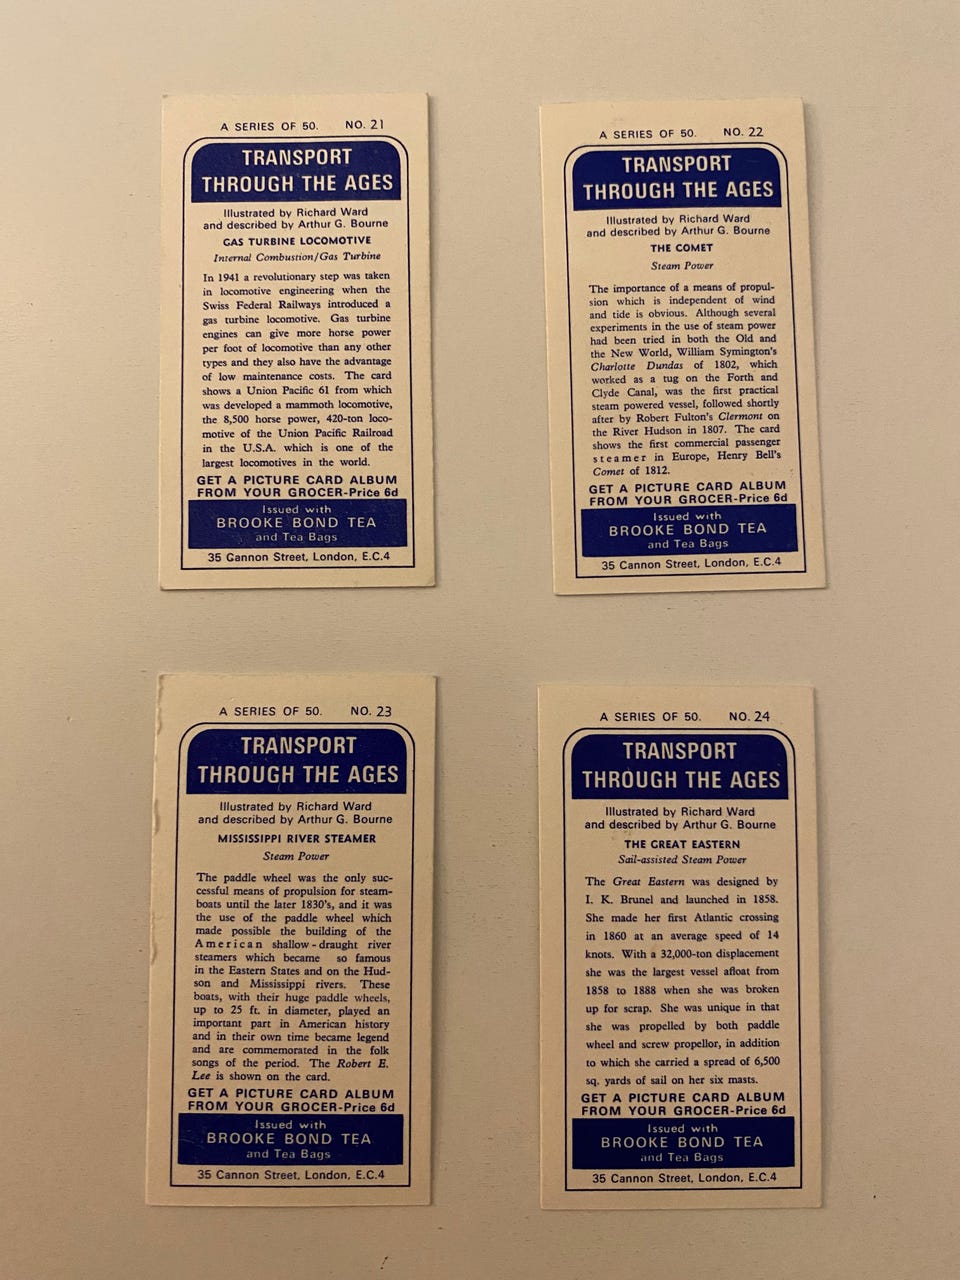 A SERIES OF 50. NO. 21
TRANSPORT
THROUGH THE AGES
Illustrated by Richard Ward
and described by Arthur G. Bourne
GAS TURBINE LOCOMOTIVE
Internal Combustion/Gas Turbine
In 1941 a revolutionary step was taken
in locomotive engineering when the
Swiss Federal Railways introduced a
gas turbine locomotive. Gas turbine
engines can give more horse power
per foot of locomotive than any other
types and they also have the advantage
of low maintenance costs. The card
shows a Union Pacific 61 from which
was developed a mammoth locomotive,
the 8,500 horse power, 420-ton loco-
motive of the Union Pacific Railroad
in the U.S.A. which is one of the
largest locomotives in the world.
GET A PICTURE CARD ALBUM
FROM YOUR GROCER-Price 6d
Issued with
BROOKE BOND TEA
and Tea Bags
35 Cannon Street, London, E.C.4
A SERIES OF 50. NO. 22
TRANSPORT
THROUGH THE AGES
Illustrated by Richard Ward
and described by Arthur G. Bourne
THE COMET
Steam Power
The importance of a means of propul-
sion which is independent of wind
and tide is obvious. Although several
experiments in the use of steam power
had been tried in both the Old and
the New World, William Symington's
Charlotte Dundas of 1802, which
worked as a tug on the Forth and
Clyde Canal, was the first practical
steam powered vessel, followed shortly
after by Robert Fulton's Clermont on
the River Hudson in 1807. The card
shows the first commercial passenger
steamer in Europe, Henry Bell's
Comet of 1812.
GET A PICTURE CARD ALBUM
FROM YOUR GROCER-Price 6d
Issued with
BROOKE BOND TEA
and Tea Bags
35 Cannon Street, London, E.C.4
A SERIES OF 50. NO. 23
TRANSPORT
THROUGH THE AGES
Illustrated by Richard Ward
and described by Arthur G. Bourne
MISSISSIPPI RIVER STEAMER
Steam Power
The paddle wheel was the only suc-
cessful means of propulsion for steam-
boats until the later 1830's, and it was
the use of the paddle wheel which
made possible the building of the
American shallow-draught river
steamers which became so famous
in the Eastern States and on the Hud-
son and Mississippi rivers. These
boats, with their huge paddle wheels,
up to 25 ft. in diameter, played an
important part in American history
and in their own time became legend
and are commemorated in the folk
songs of the period. The Robert E.
Lee is shown on the card.
GET A PICTURE CARD ALBUM
FROM YOUR GROCER-Price 6d
Issued with
BROOKE BOND TEA
and Tea Bags
35 Cannon Street, London, E.C.4
A SERIES OF 50. NO. 24
TRANSPORT
THROUGH THE AGES
Illustrated by Richard Ward
and described by Arthur G. Bourne
THE GREAT EASTERN
Sail-assisted Steam Power
The Great Eastern was designed by
I. K. Brunel and launched in 1858.
She made her first Atlantic crossing
in 1860 at an average speed of 14
knots. With a 32,000-ton displacement
she was the largest vessel afloat from
1858 to 1888 when she was broken
up for scrap. She was unique in that
she was propelled by both paddle
wheel and screw propellor, in addition
to which she carried a spread of 6,500
sq. yards of sail on her six masts.
GET A PICTURE CARD ALBUM
FROM YOUR GROCER-Price 6d
Issued with
BROOKE BOND TEA
and Tea Bags
35 Cannon Street, London, E.C.4